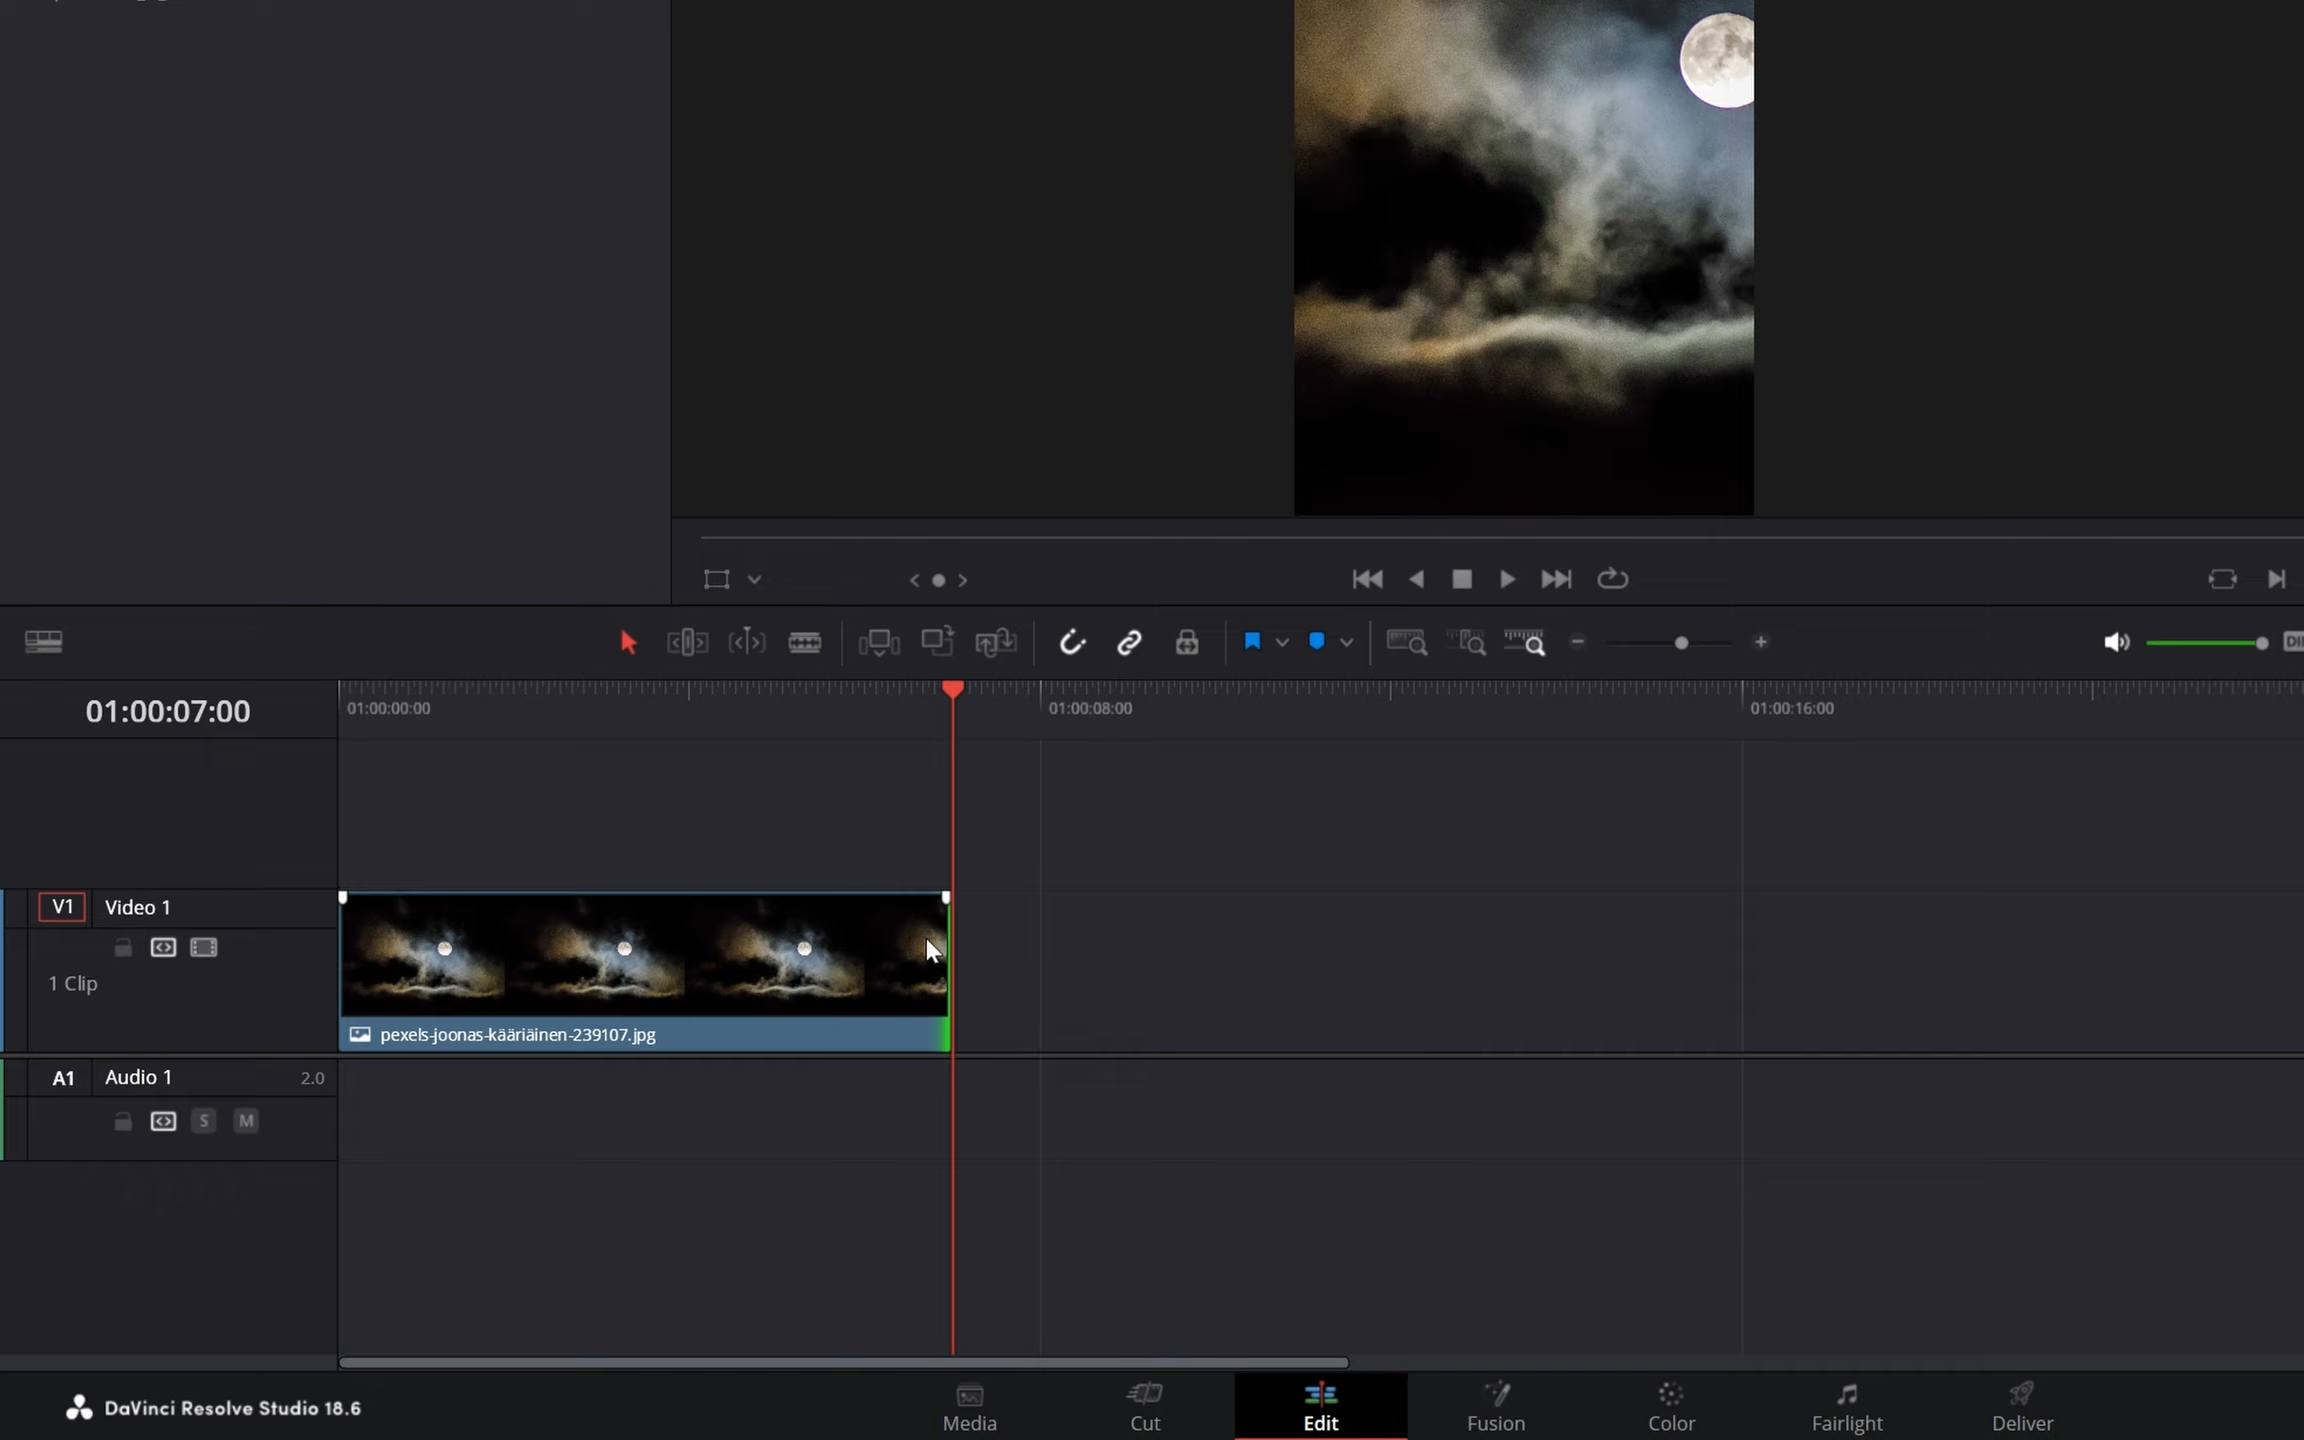 01:00:07:00
01:00:00:00
01:00:08:00
01:00:16:00
V1 Video 1
1 Clip
pexels-joonas-kääriäinen-239107.jpg
A1 Audio 1 2.0
S M
DaVinci Resolve Studio 18.6
Media
Cut
Edit
Fusion
Color
Fairlight
Deliver